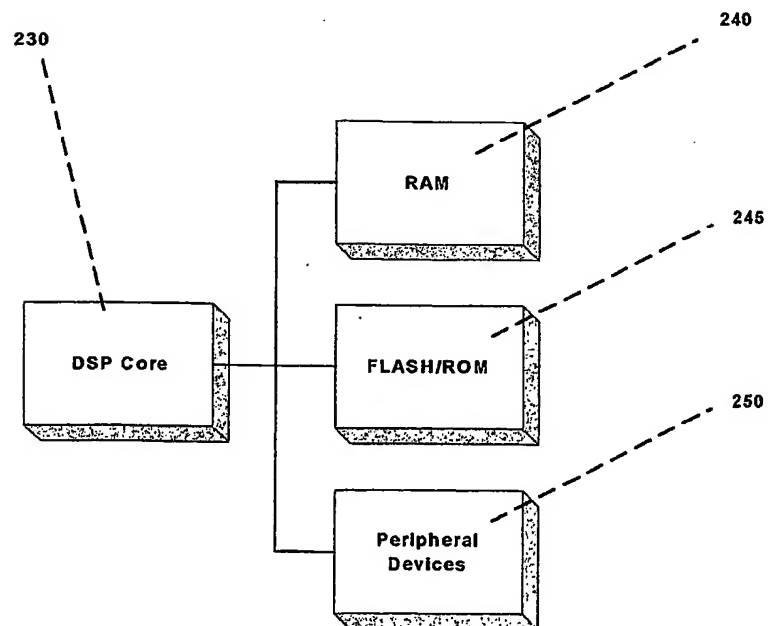 230
240
RAM
245
DSP Core
FLASH/ROM
250
Peripheral
Devices